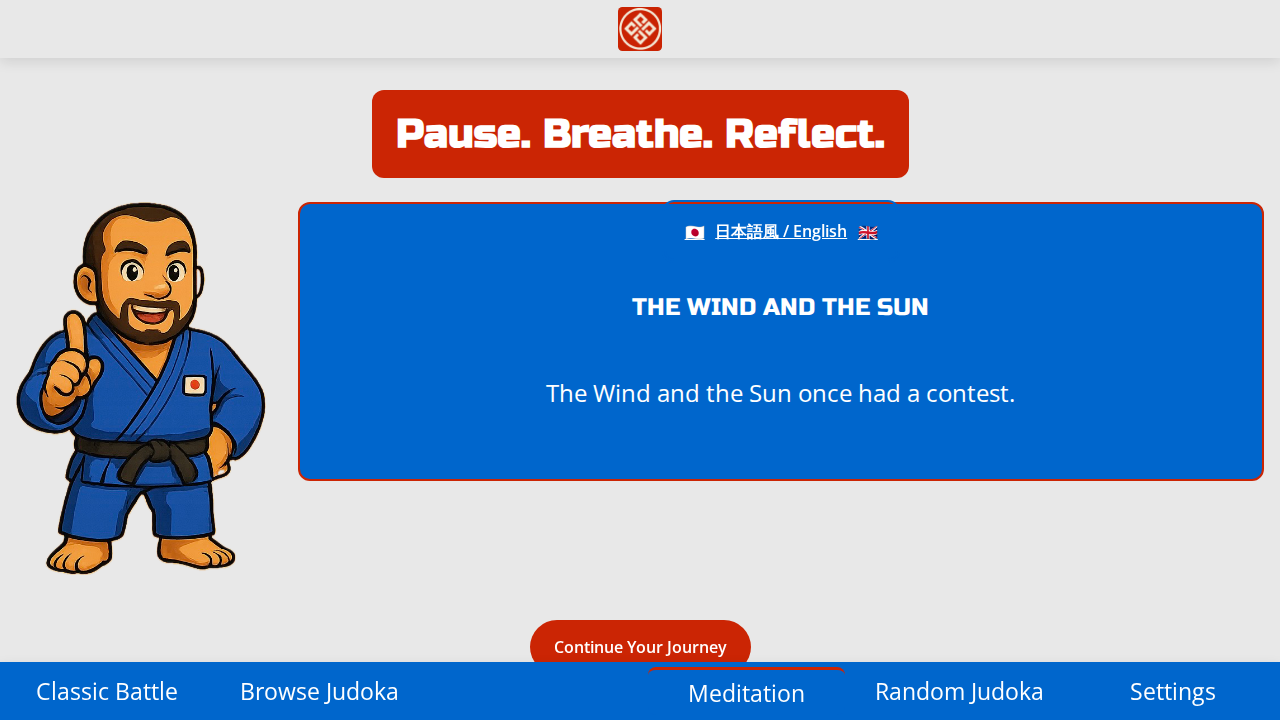 Pause. Breathe. Reflect.
日本語風 / English
THE WIND AND THE SUN
The Wind and the Sun once had a contest.
Continue Your Journey
Classic Battle
Browse Judoka
Meditation
Random Judoka
Settings